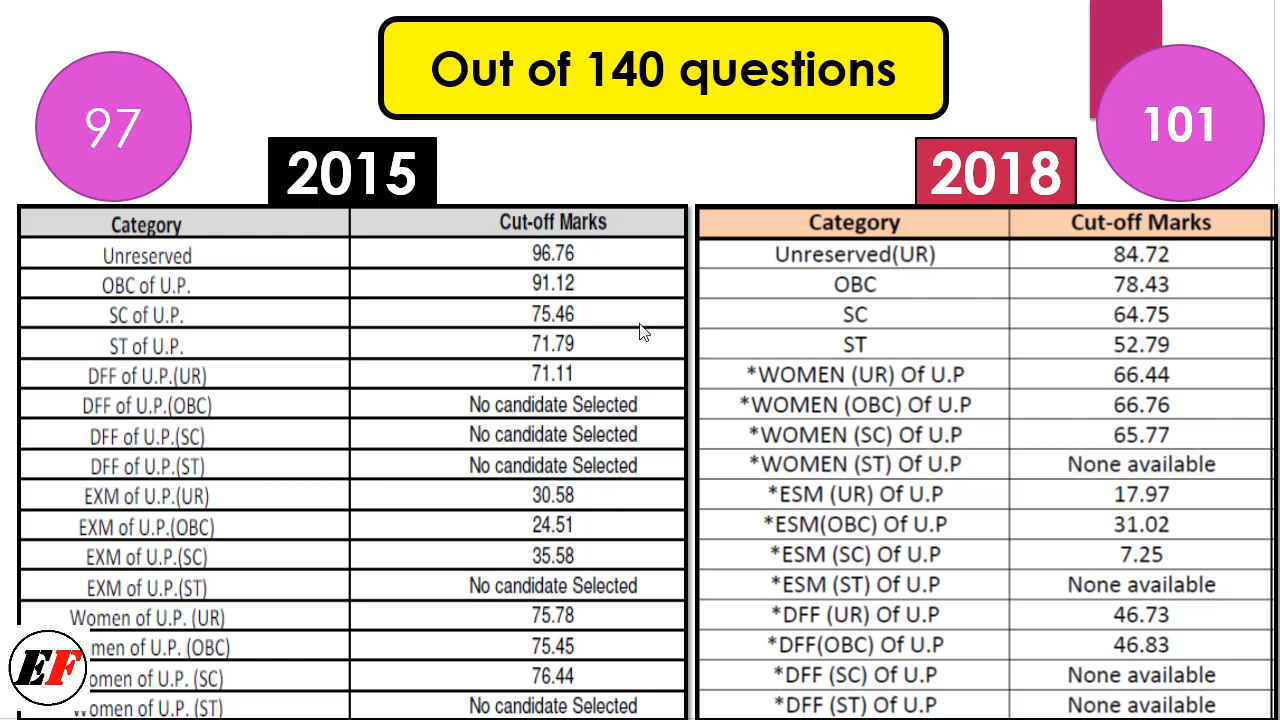 Out of 140 questions
97
101
2015
2018
Category Cut-off Marks
Unreserved 96.76
OBC of U.P. 91.12
SC of U.P. 75.46
ST of U.P. 71.79
DFF of U.P.(UR) 71.11
DFF of U.P.(OBC) No candidate Selected
DFF of U.P.(SC) No candidate Selected
DFF of U.P.(ST) No candidate Selected
EXM of U.P.(UR) 30.58
EXM of U.P.(OBC) 24.51
EXM of U.P.(SC) 35.58
EXM of U.P.(ST) No candidate Selected
Women of U.P. (UR) 75.78
men of U.P. (OBC) 75.45
omen of U.P. (SC) 76.44
Women of U.P. (ST) No candidate Selected
Category Cut-off Marks
Unreserved(UR) 84.72
OBC 78.43
SC 64.75
ST 52.79
*WOMEN (UR) Of U.P 66.44
*WOMEN (OBC) Of U.P 66.76
*WOMEN (SC) Of U.P 65.77
*WOMEN (ST) Of U.P None available
*ESM (UR) Of U.P 17.97
*ESM(OBC) Of U.P 31.02
*ESM (SC) Of U.P 7.25
*ESM (ST) Of U.P None available
*DFF (UR) Of U.P 46.73
*DFF(OBC) Of U.P 46.83
*DFF (SC) Of U.P None available
*DFF (ST) Of U.P None available
EF